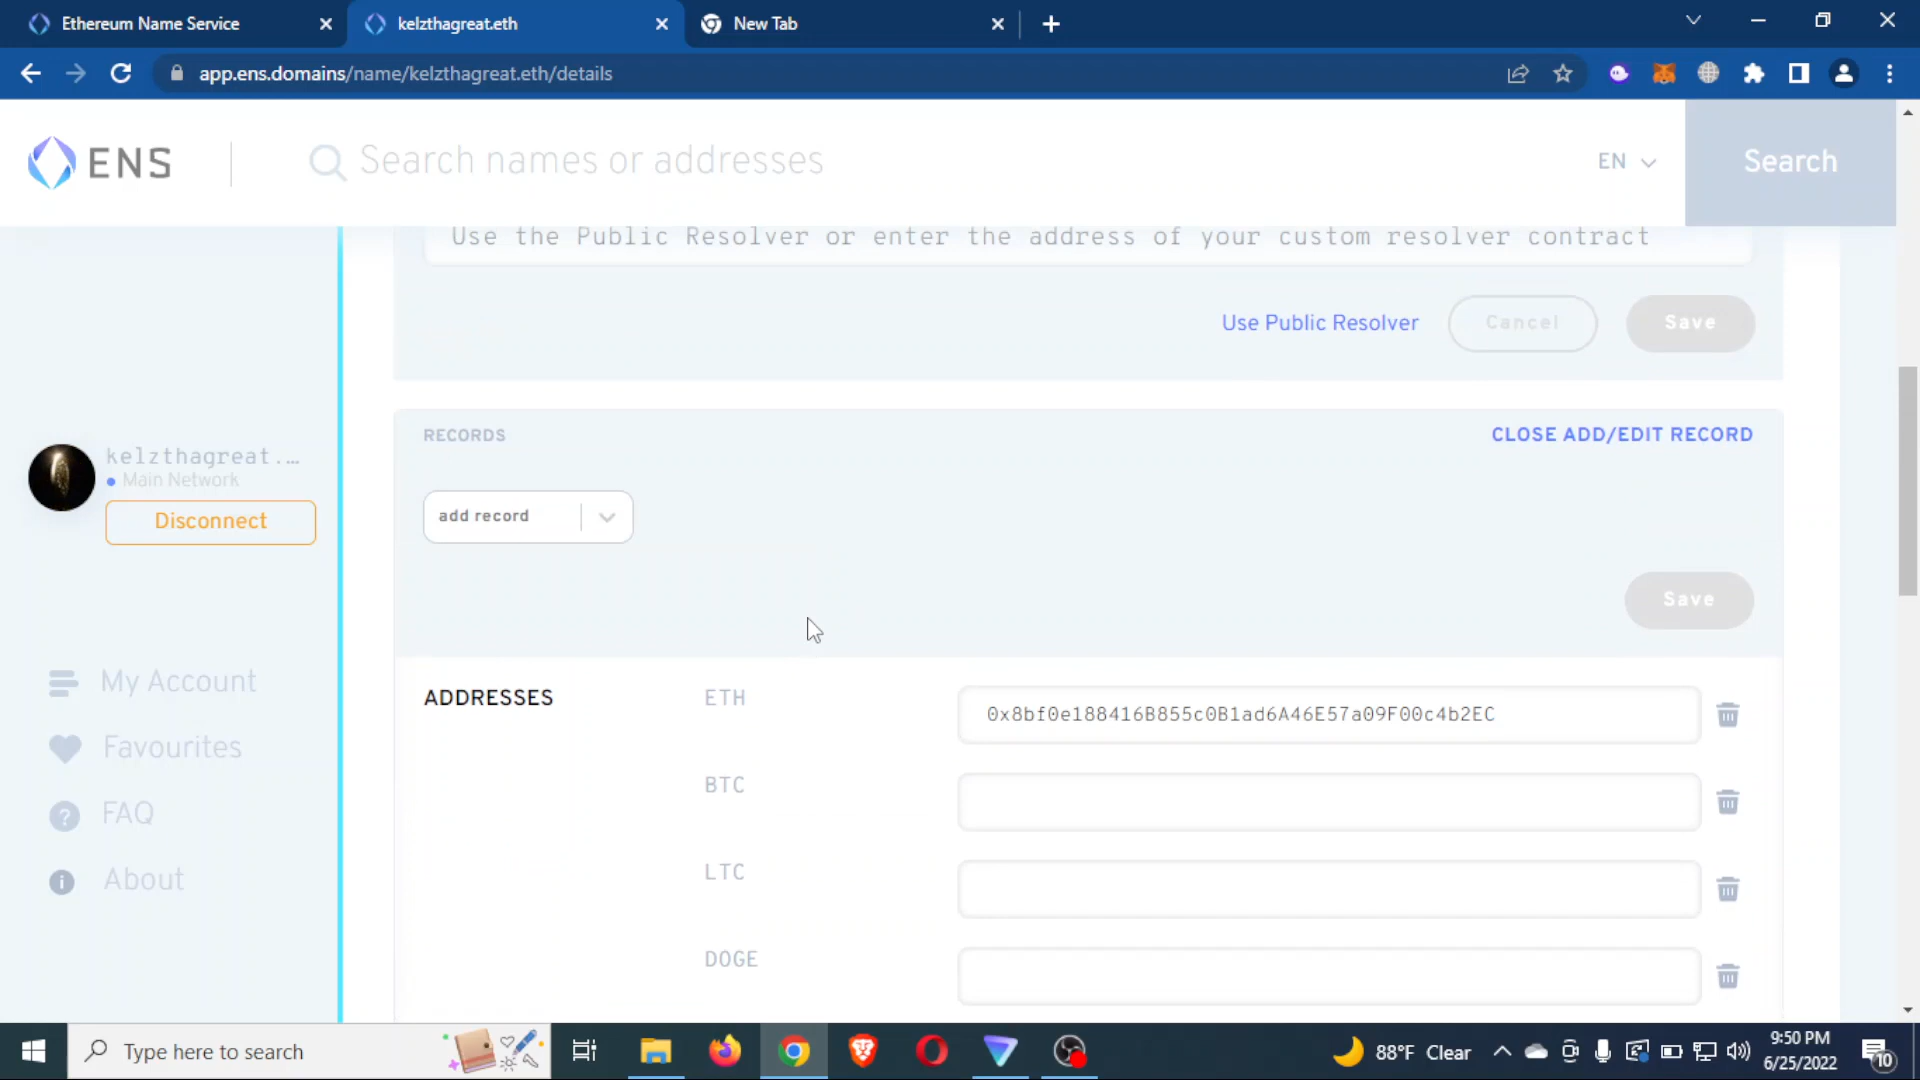 Ethereum Name Service
kelzthagreat.eth
New Tab
app.ens.domains/name/kelzthagreat.eth/details
ENS
Search names or addresses
EN
Search
Use the Public Resolver or enter the address of your custom resolver contract
Use Public Resolver
Cancel
Save
RECORDS
CLOSE ADD/EDIT RECORD
kelzthagreat....
Main Network
Disconnect
add record
Save
My Account
Favourites
FAQ
About
ADDRESSES
ETH
0x8bf0e188416B855c0B1ad6A46E57a09F00c4b2EC
BTC
LTC
DOGE
Type here to search
88°F Clear
9:50 PM
6/25/2022
10